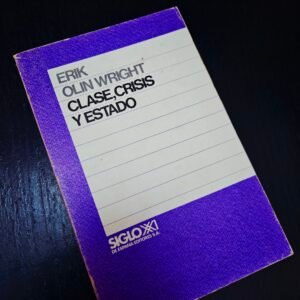 ERIK
OLIN WRIGHT
CLASE, CRISIS
Y ESTADO
SIGLO XXI
DE ESPAÑA EDITORES S.A.